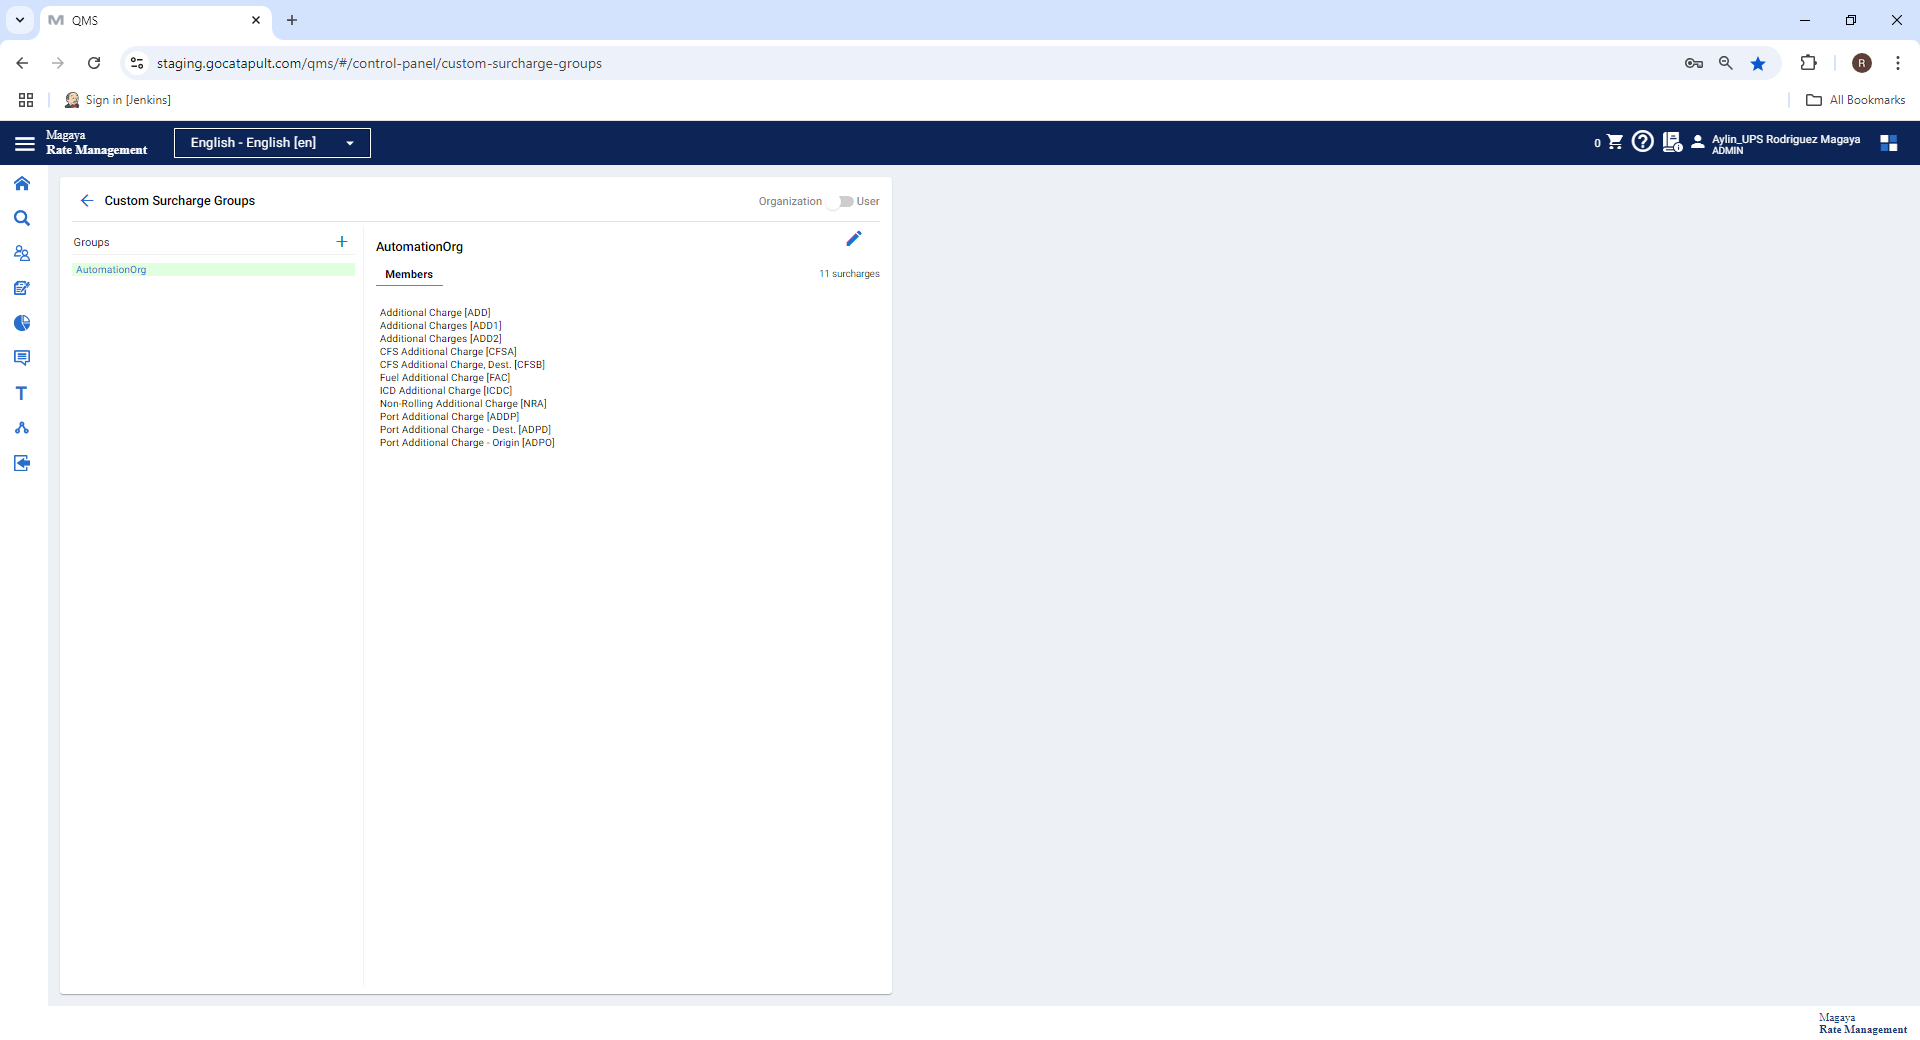 QMS
staging.gocatapult.com/qms/#/control-panel/custom-surcharge-groups
R
Sign in [Jenkins]
All Bookmarks
Magaya
Rate Management
English - English [en]
0
Aylin_UPS Rodriguez Magaya
ADMIN
Custom Surcharge Groups
Organization
User
Groups
AutomationOrg
AutomationOrg
Members
11 surcharges
Additional Charge [ADD]
Additional Charges [ADD1]
Additional Charges [ADD2]
CFS Additional Charge [CFSA]
CFS Additional Charge, Dest. [CFSB]
Fuel Additional Charge [FAC]
ICD Additional Charge [ICDC]
Non-Rolling Additional Charge [NRA]
Port Additional Charge [ADDP]
Port Additional Charge - Dest. [ADPD]
Port Additional Charge - Origin [ADPO]
Magaya
Rate Management